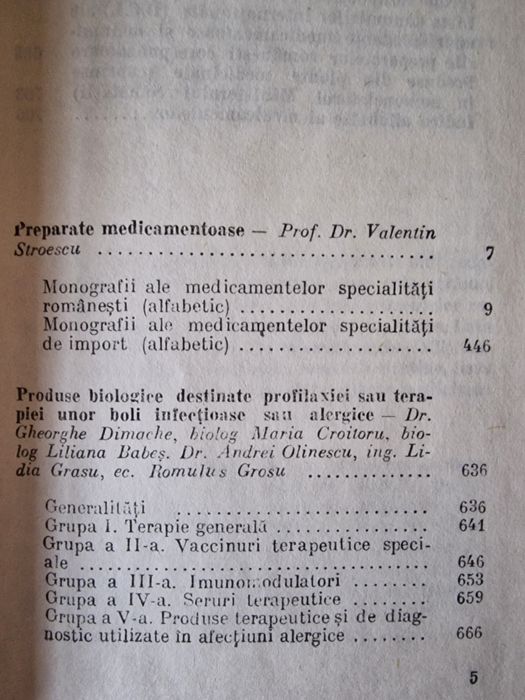 Preparate medicamentoase — Prof. Dr. Valentin
Stroescu .................................. 7
Monografii ale medicamentelor specialități
românești (alfabetic) .................... 9
Monografii ale medicamentelor specialități
de import (alfabetic) .................... 446
Produse biologice destinate profilaxiei sau tera-
piei unor boli infecțioase sau alergice — Dr.
Gheorghe Dimache, biolog Maria Croitoru, bio-
log Liliana Babeș. Dr. Andrei Olinescu, ing. Li-
dia Grasu, ec. Romulus Grosu ............. 636
Generalități .......................... 636
Grupa I. Terapie generală ................ 641
Grupa a II-a. Vaccinuri terapeutice speci-
ale .................................... 646
Grupa a III-a. Imunomodulatori ........ 653
Grupa a IV-a. Seruri terapeutice ........ 659
Grupa a V-a. Produse terapeutice și de diag-
nostic utilizate în afecțiuni alergice ........ 666
5